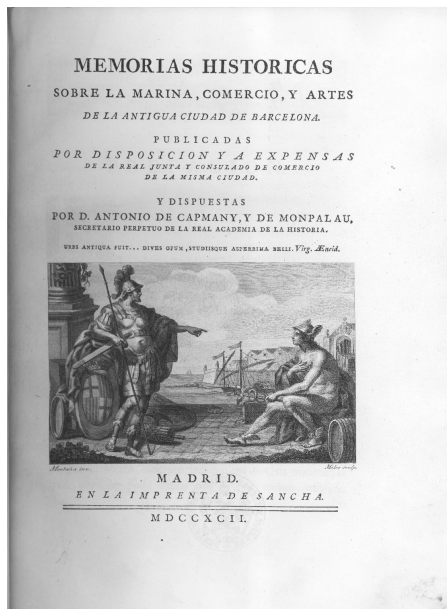 MEMORIAS HISTORICAS
SOBRE LA MARINA, COMERCIO, Y ARTES
DE LA ANTIGUA CIUDAD DE BARCELONA.
PUBLICADAS
POR DISPOSICION Y A EXPENSAS
DE LA REAL JUNTA Y CONSULADO DE COMERCIO
DE LA MISMA CIUDAD.
Y DISPUESTAS
POR D. ANTONIO DE CAPMANY, Y DE MONPALAU,
SECRETARIO PERPETUO DE LA REAL ACADEMIA DE LA HISTORIA.
URBS ANTIQUA FUIT... DIVES OPUM, STUDIISQUE ASPERRIMA BELLI. Virg. Æneid.
MADRID.
EN LA IMPRENTA DE SANCHA.
MDCCXCII.